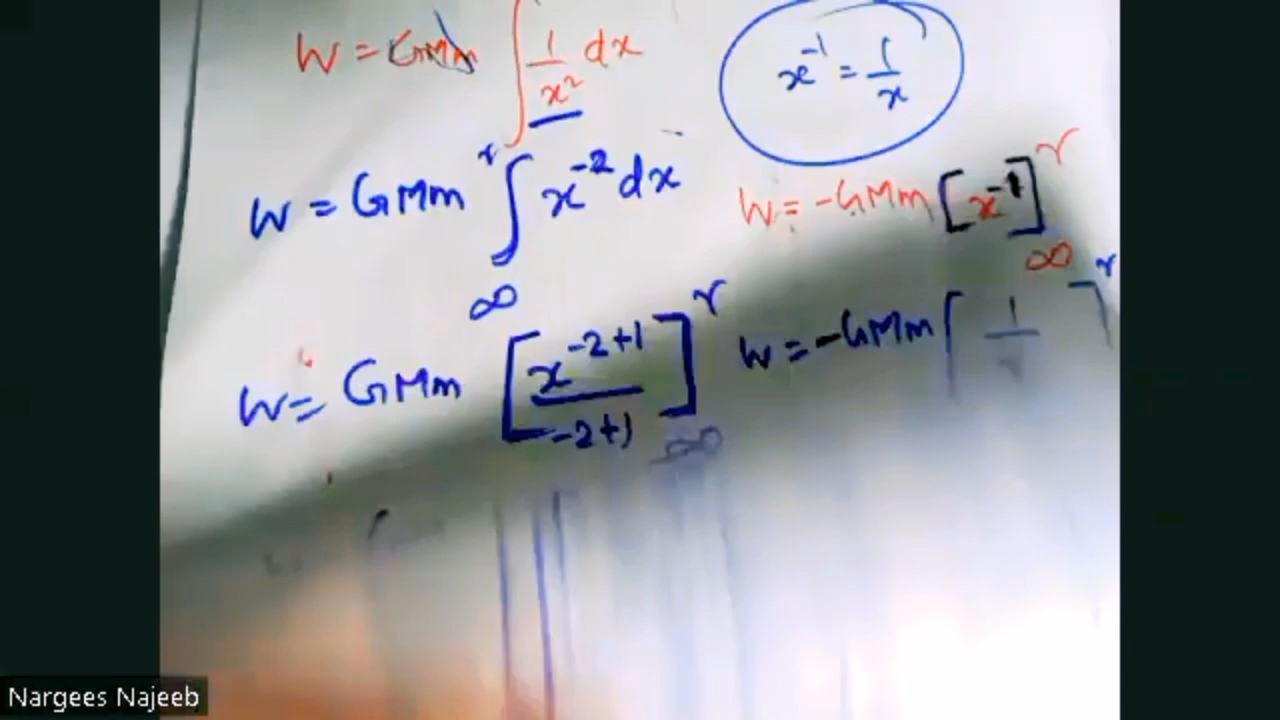 W = GMm ∫ 1/x² dx
x⁻¹ = 1/x
W = GMm ∫_∞^r x⁻² dx
W = GMm [x⁻²⁺¹/-2+1]_∞^r
W = -GMm [x⁻¹]_∞^r
W = -GMm [1/ ]^r
Nargees Najeeb